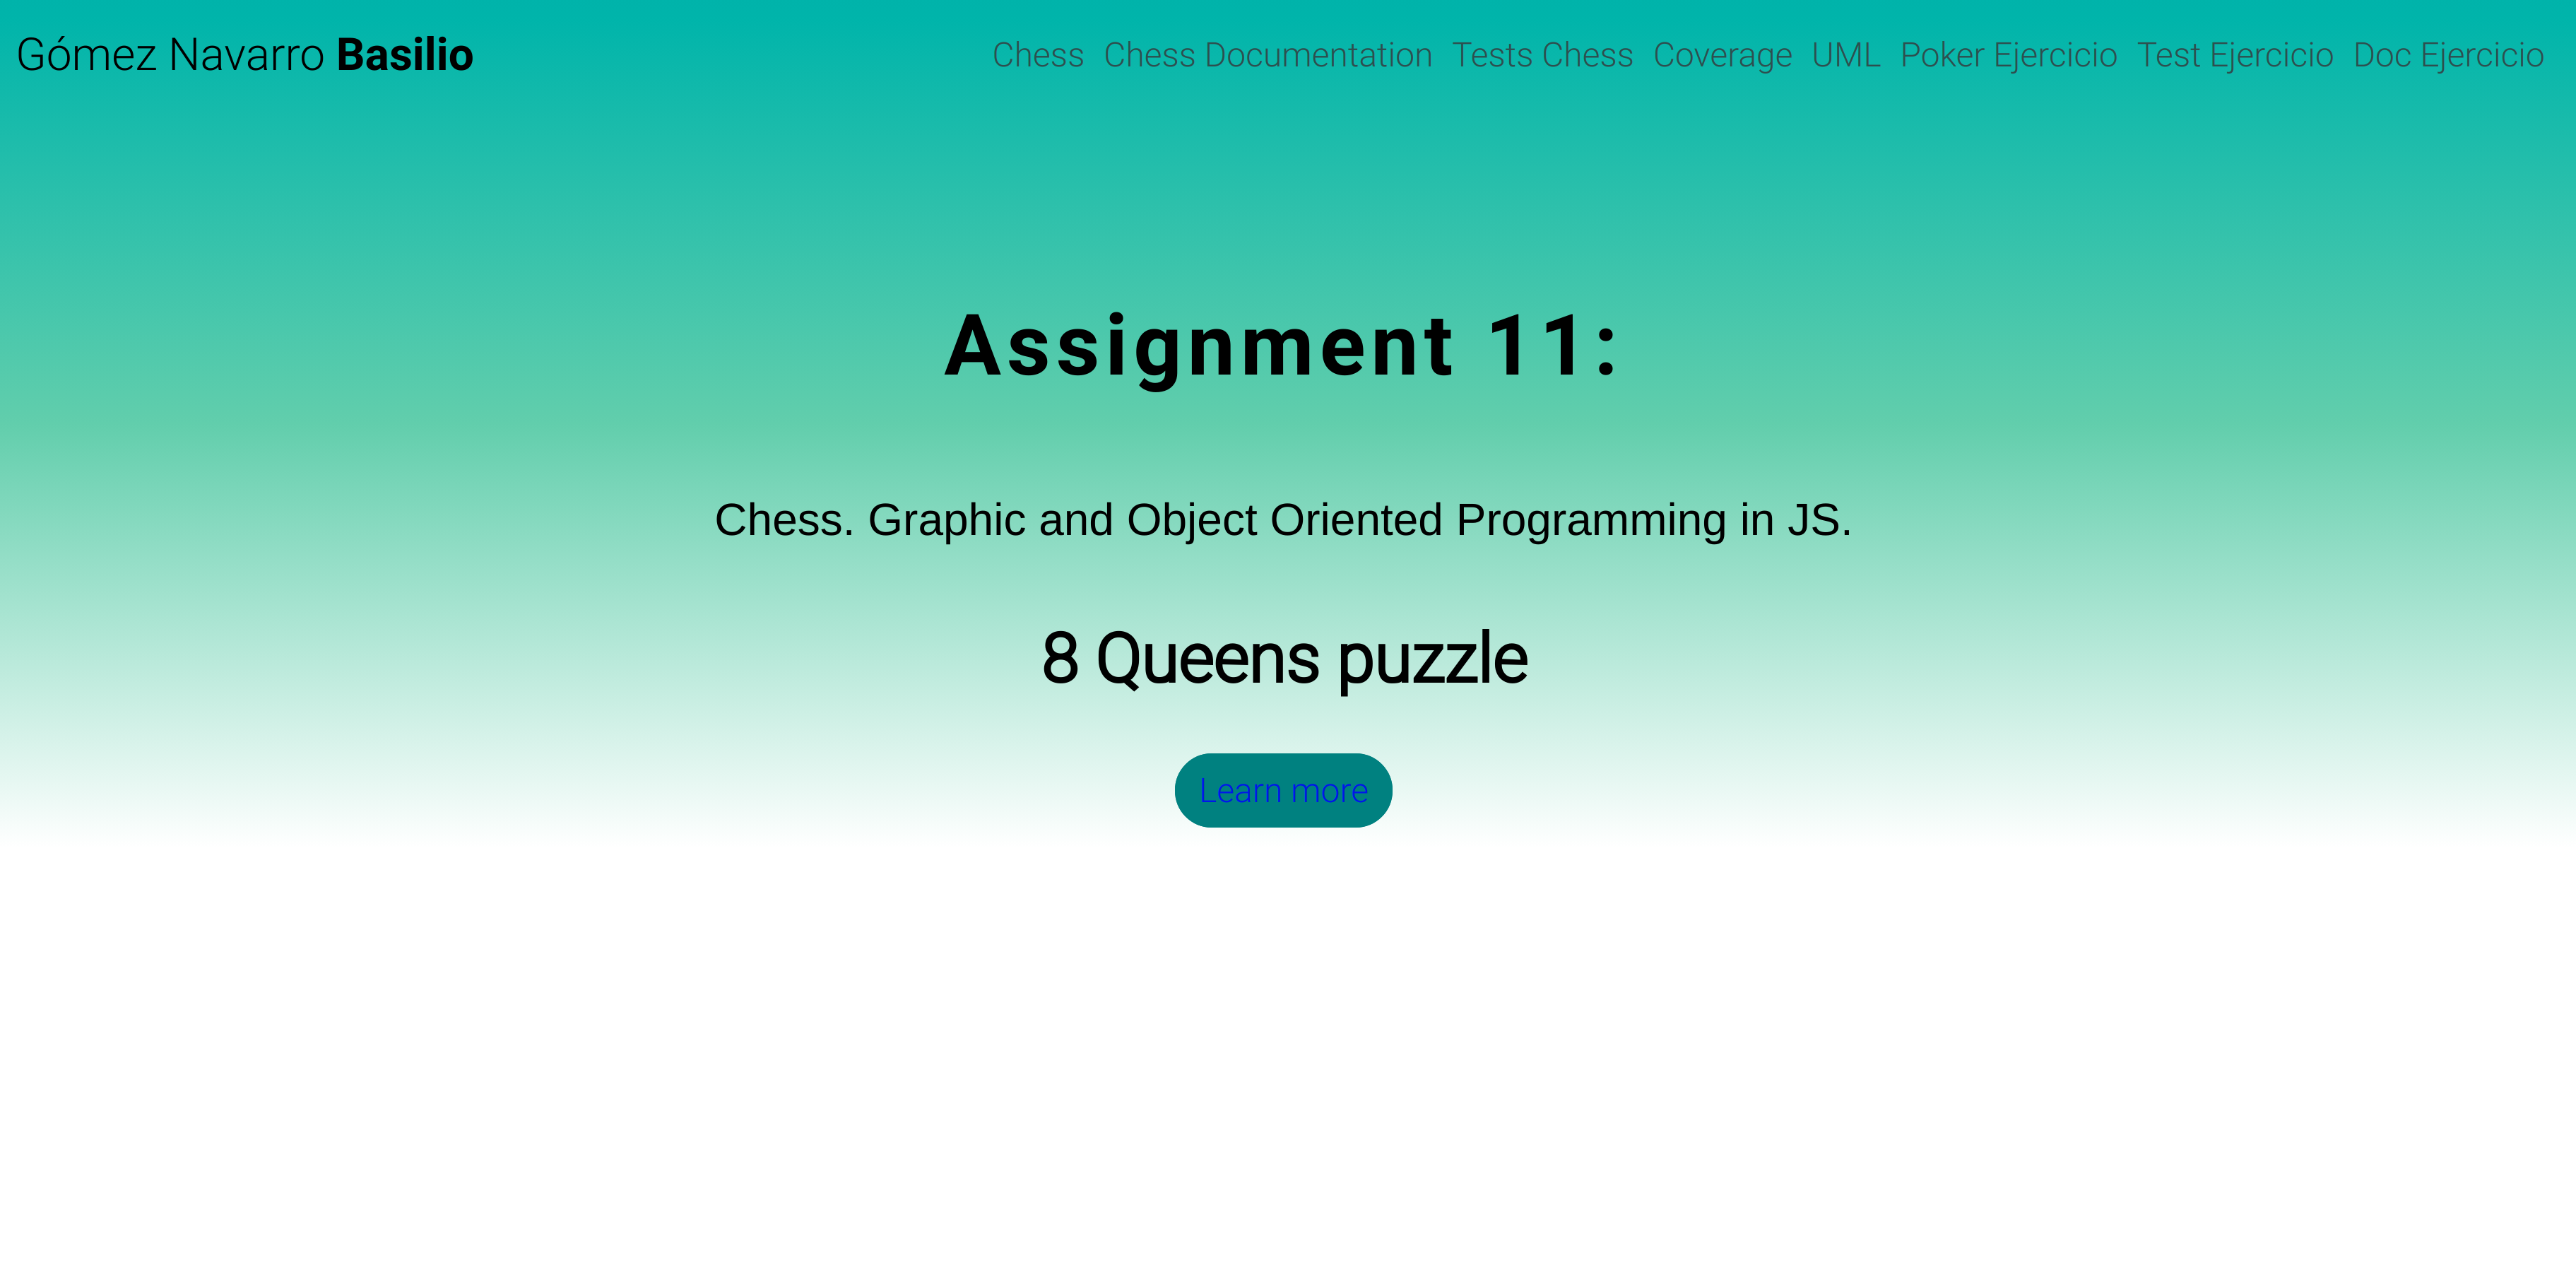 Gómez Navarro Basilio
Chess Chess Documentation Tests Chess Coverage UML Poker Ejercicio Test Ejercicio Doc Ejercicio
Assignment 11:
Chess. Graphic and Object Oriented Programming in JS.
8 Queens puzzle
Learn more